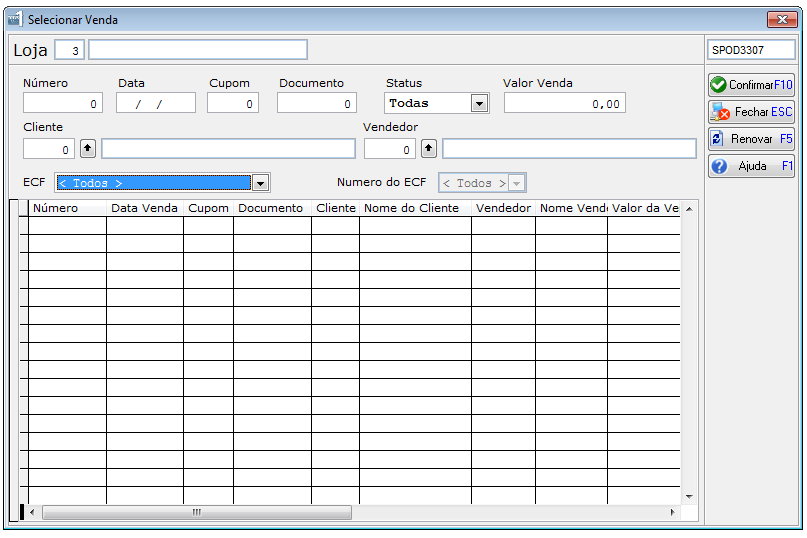 Selecionar Venda
Loja 3
SPOD3307
Número Data Cupom Documento Status Valor Venda
0 / / 0 0 Todas 0,00
Cliente Vendedor
0 0
ECF < Todos > Numero do ECF < Todos >
Número Data Venda Cupom Documento Cliente Nome do Cliente Vendedor Nome Vend Valor da Ve
Confirmar F10
Fechar ESC
Renovar F5
Ajuda F1